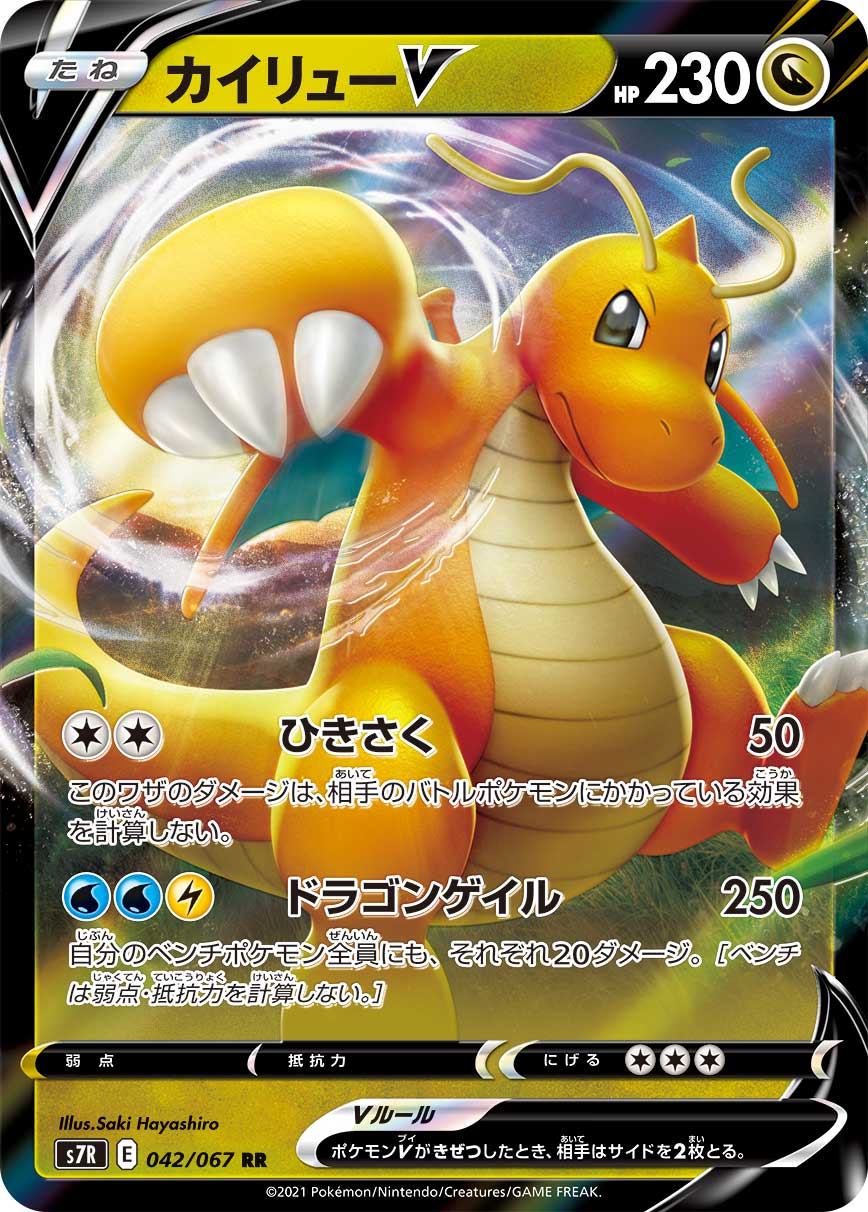 たね カイリューV HP 230
ひきさく 50
このワザのダメージは、相手のバトルポケモンにかかっている効果
を計算しない。
ドラゴンゲイル 250
自分のベンチポケモン全員にも、それぞれ20ダメージ。[ベンチ
は弱点・抵抗力を計算しない。]
弱点 抵抗力 にげる
Illus.Saki Hayashiro
Vルール
ポケモンVがきぜつしたとき、相手はサイドを2枚とる。
s7R E 042/067 RR
©2021 Pokémon/Nintendo/Creatures/GAME FREAK.